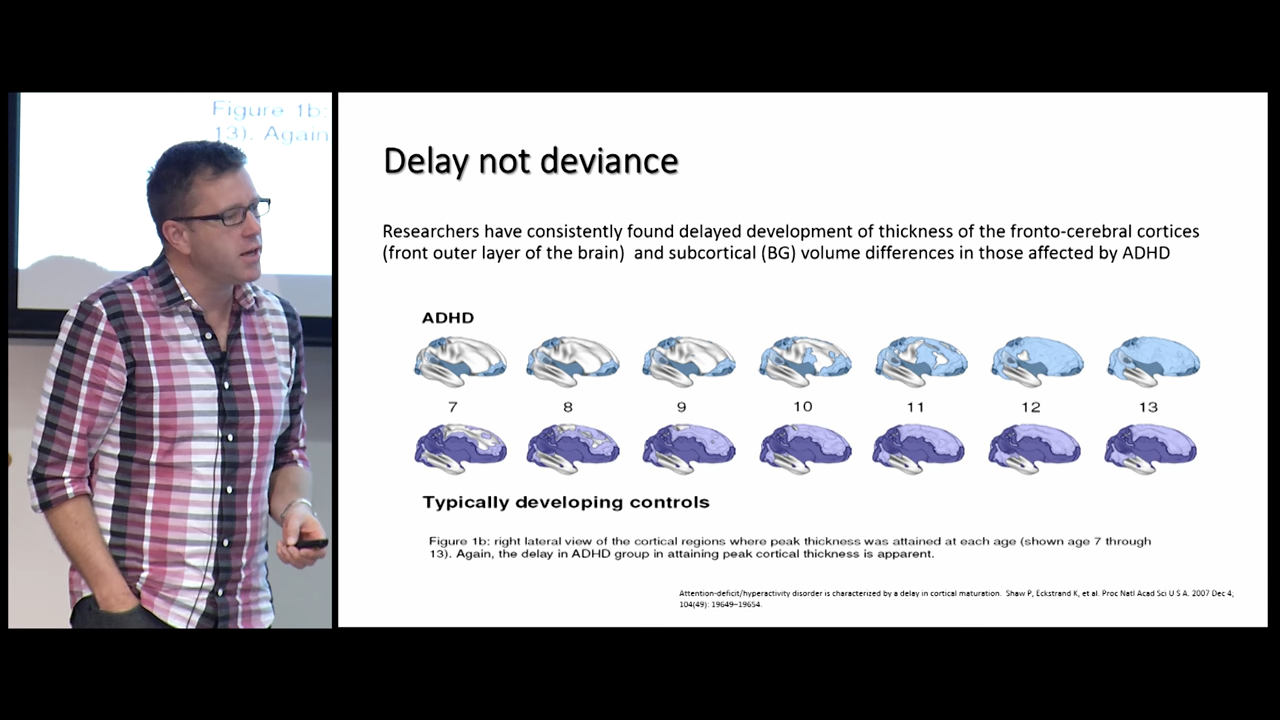 Figure 1b:
13). Again
Delay not deviance
Researchers have consistently found delayed development of thickness of the fronto-cerebral cortices
(front outer layer of the brain) and subcortical (BG) volume differences in those affected by ADHD
ADHD
7 8 9 10 11 12 13
Typically developing controls
Figure 1b: right lateral view of the cortical regions where peak thickness was attained at each age (shown age 7 through
13). Again, the delay in ADHD group in attaining peak cortical thickness is apparent.
Attention-deficit/hyperactivity disorder is characterized by a delay in cortical maturation. Shaw P, Eckstrand K, et al. Proc Natl Acad Sci U S A. 2007 Dec 4;
104(49): 19649–19654.